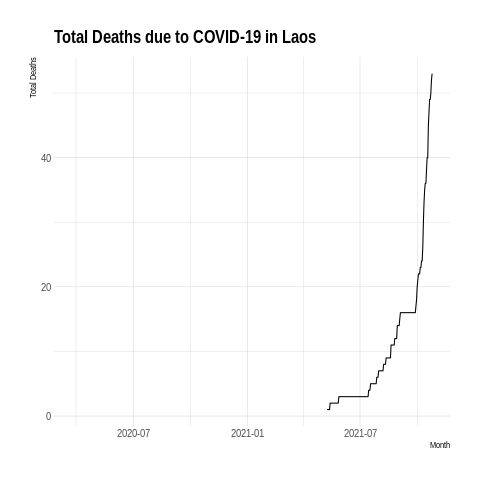 Total Deaths due to COVID-19 in Laos
Total Deaths
40
20
0
2020-07
2021-01
2021-07
Month